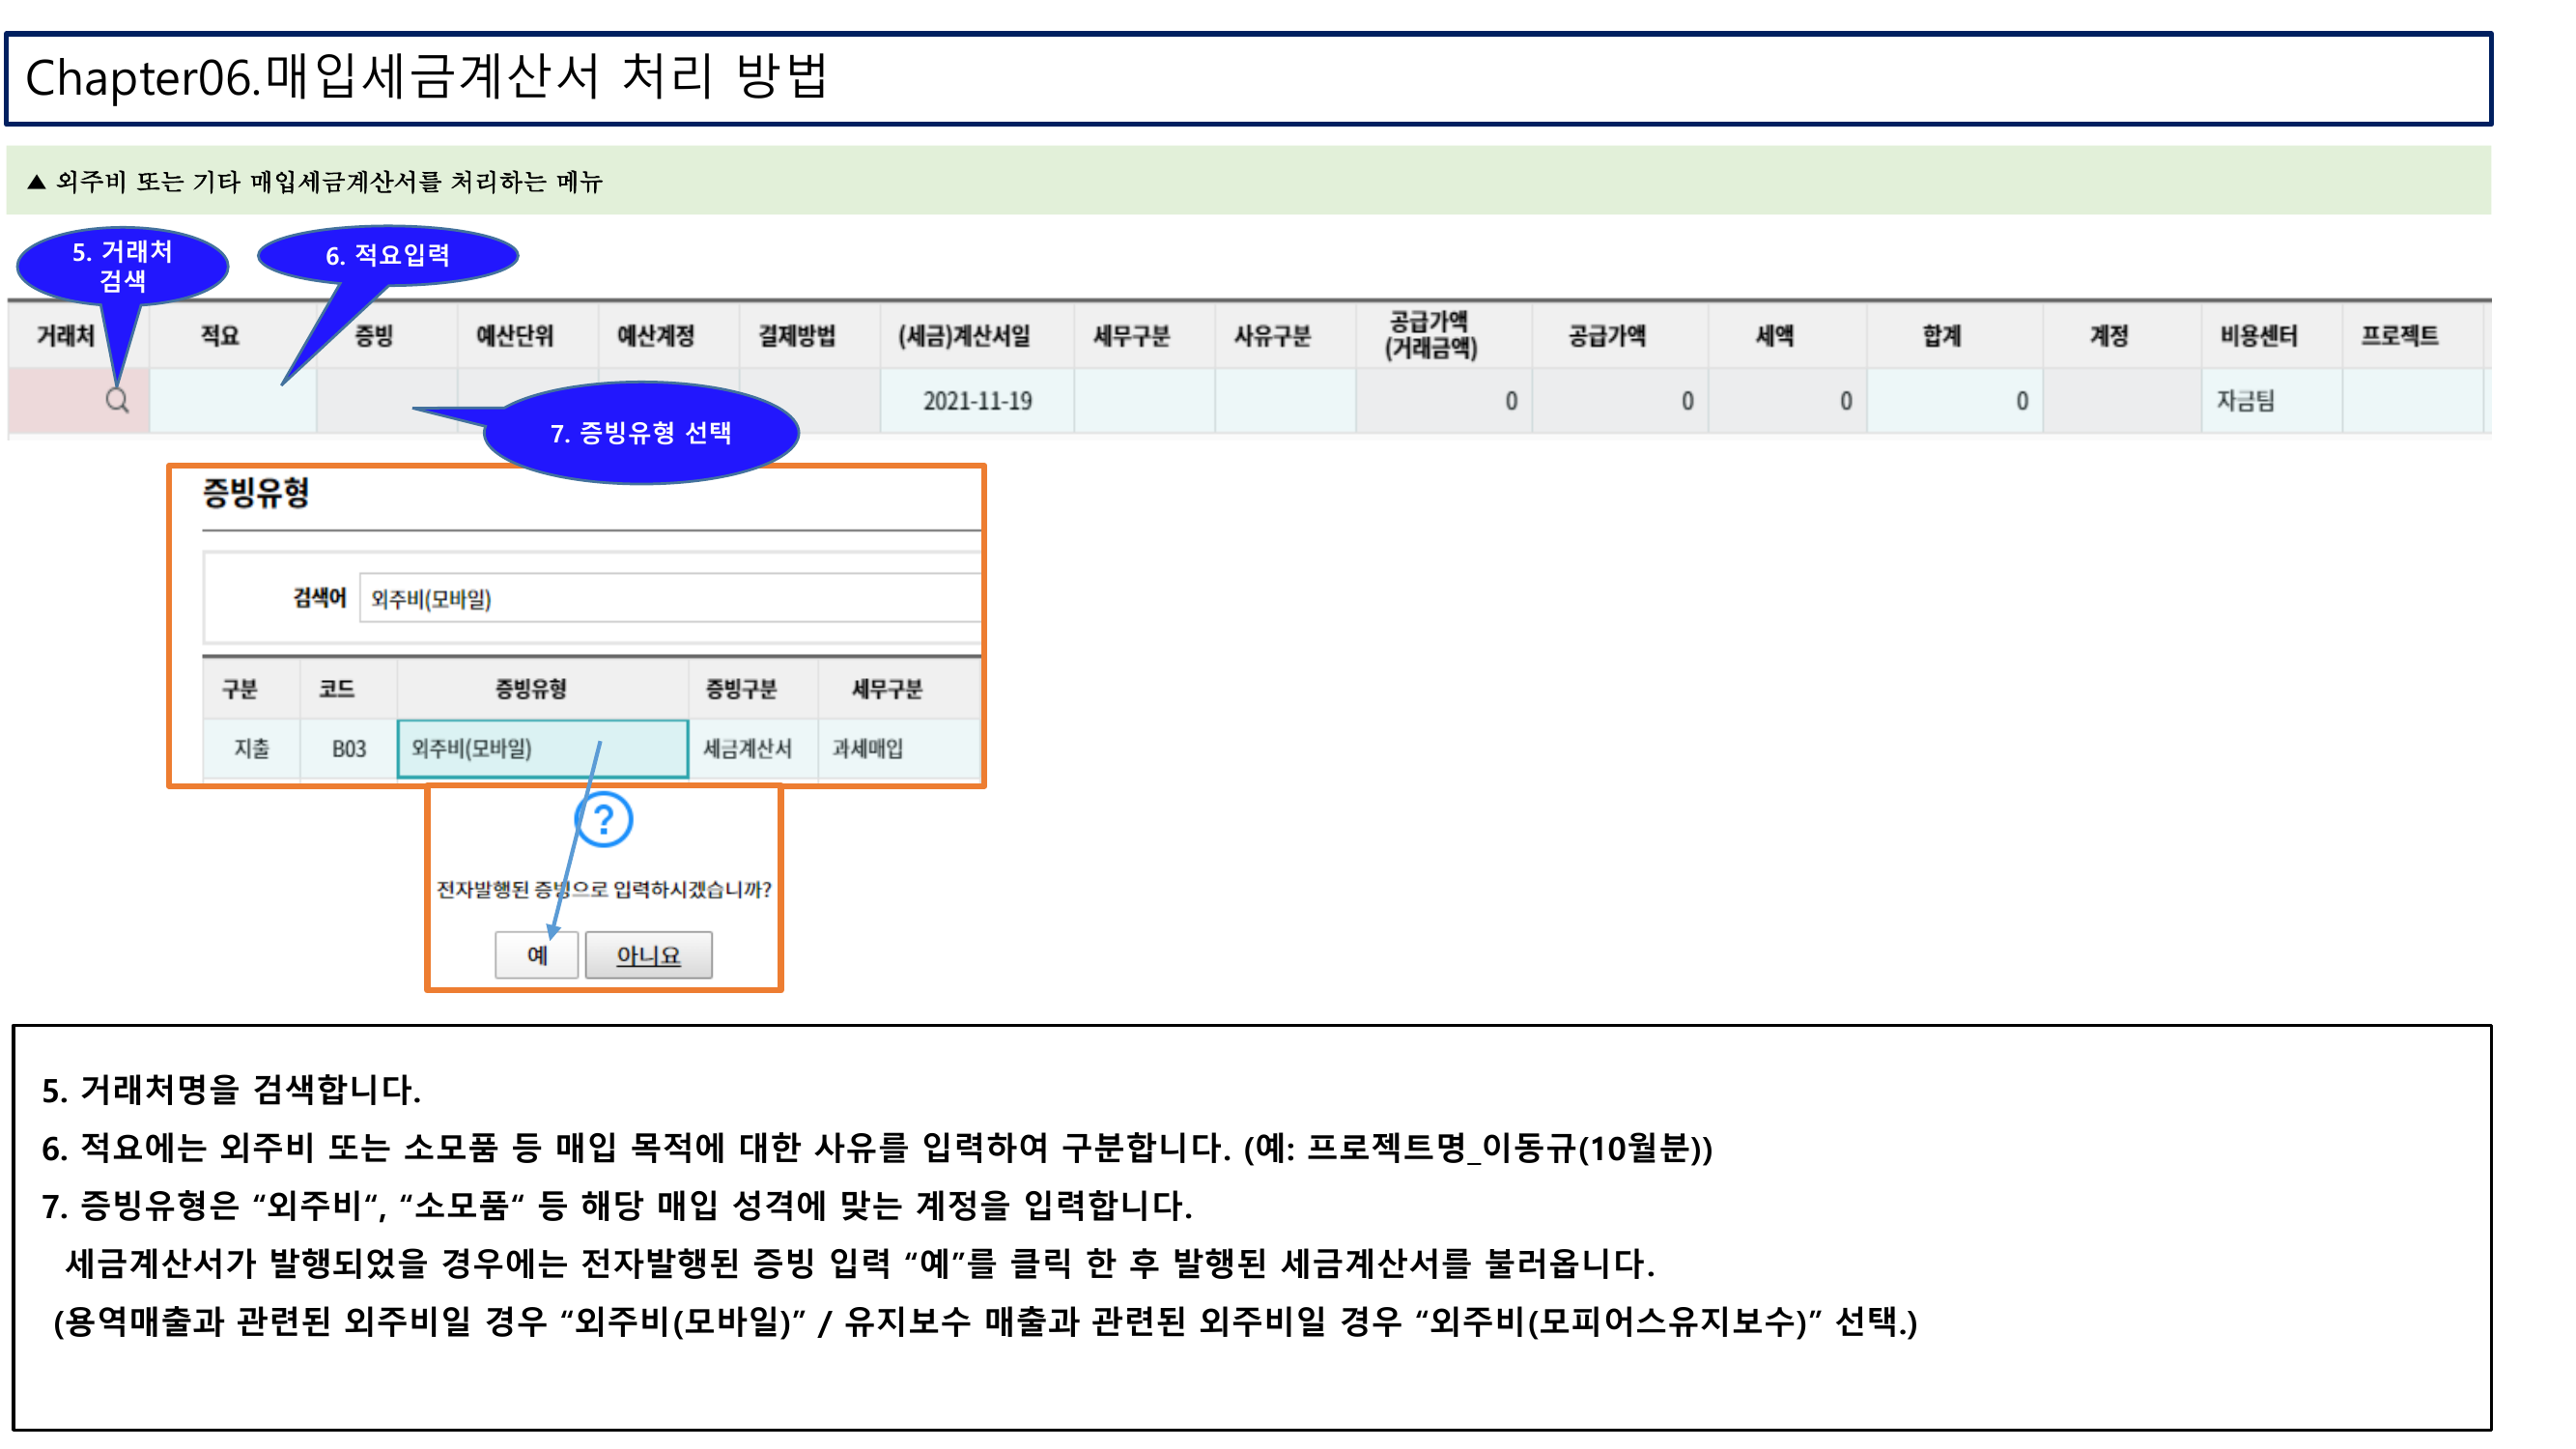 Chapter06.매입세금계산서 처리 방법
▲ 외주비 또는 기타 매입세금계산서를 처리하는 메뉴
5. 거래처
검색
6. 적요입력
거래처 적요 증빙 예산단위 예산계정 결제방법 (세금)계산서일 세무구분 사유구분 공급가액 (거래금액) 공급가액 세액 합계 계정 비용센터 프로젝트
2021-11-19 0 0 0 0 자금팀
7. 증빙유형 선택
증빙유형
검색어 외주비(모바일)
구분 코드 증빙유형 증빙구분 세무구분
지출 B03 외주비(모바일) 세금계산서 과세매입
?
전자발행된 증빙으로 입력하시겠습니까?
예 아니요
5. 거래처명을 검색합니다.
6. 적요에는 외주비 또는 소모품 등 매입 목적에 대한 사유를 입력하여 구분합니다. (예: 프로젝트명_이동규(10월분))
7. 증빙유형은 “외주비“, “소모품“ 등 해당 매입 성격에 맞는 계정을 입력합니다.
세금계산서가 발행되었을 경우에는 전자발행된 증빙 입력 “예”를 클릭 한 후 발행된 세금계산서를 불러옵니다.
(용역매출과 관련된 외주비일 경우 “외주비(모바일)” / 유지보수 매출과 관련된 외주비일 경우 “외주비(모피어스유지보수)” 선택.)